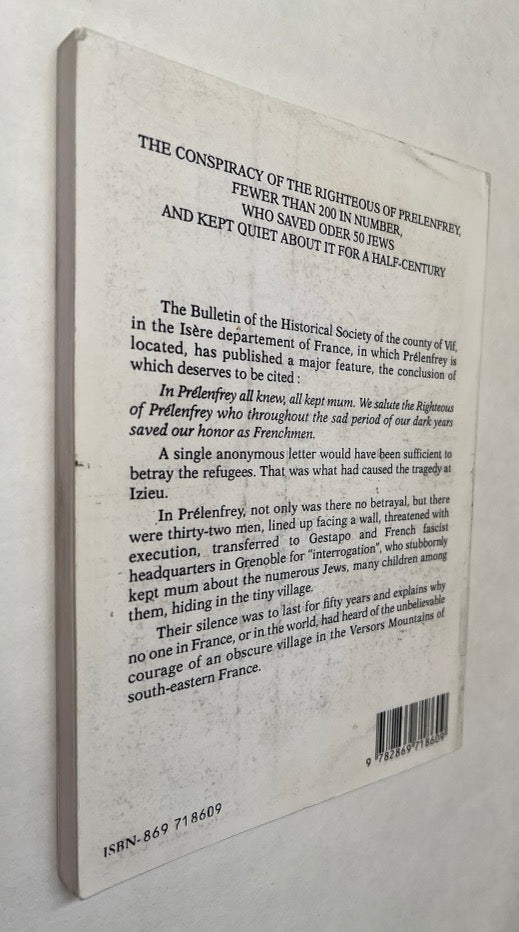 THE CONSPIRACY OF THE RIGHTEOUS OF PRELENFREY,
FEWER THAN 200 IN NUMBER,
WHO SAVED ODER 50 JEWS
AND KEPT QUIET ABOUT IT FOR A HALF-CENTURY
The Bulletin of the Historical Society of the county of Vif,
in the Isère departement of France, in which Prélenfrey is
located, has published a major feature, the conclusion of
which deserves to be cited :
In Prélenfrey all knew, all kept mum. We salute the Righteous
of Prélenfrey who throughout the sad period of our dark years
saved our honor as Frenchmen.
A single anonymous letter would have been sufficient to
betray the refugees. That was what had caused the tragedy at
Izieu.
In Prélenfrey, not only was there no betrayal, but there
were thirty-two men, lined up facing a wall, threatened with
execution, transferred to Gestapo and French fascist
headquarters in Grenoble for "interrogation", who stubbornly
kept mum about the numerous Jews, many children among
them, hiding in the tiny village.
Their silence was to last for fifty years and explains why
no one in France, or in the world, had heard of the unbelievable
courage of an obscure village in the Versors Mountains of
south-eastern France.
9 782869 718609
ISBN-869 718609